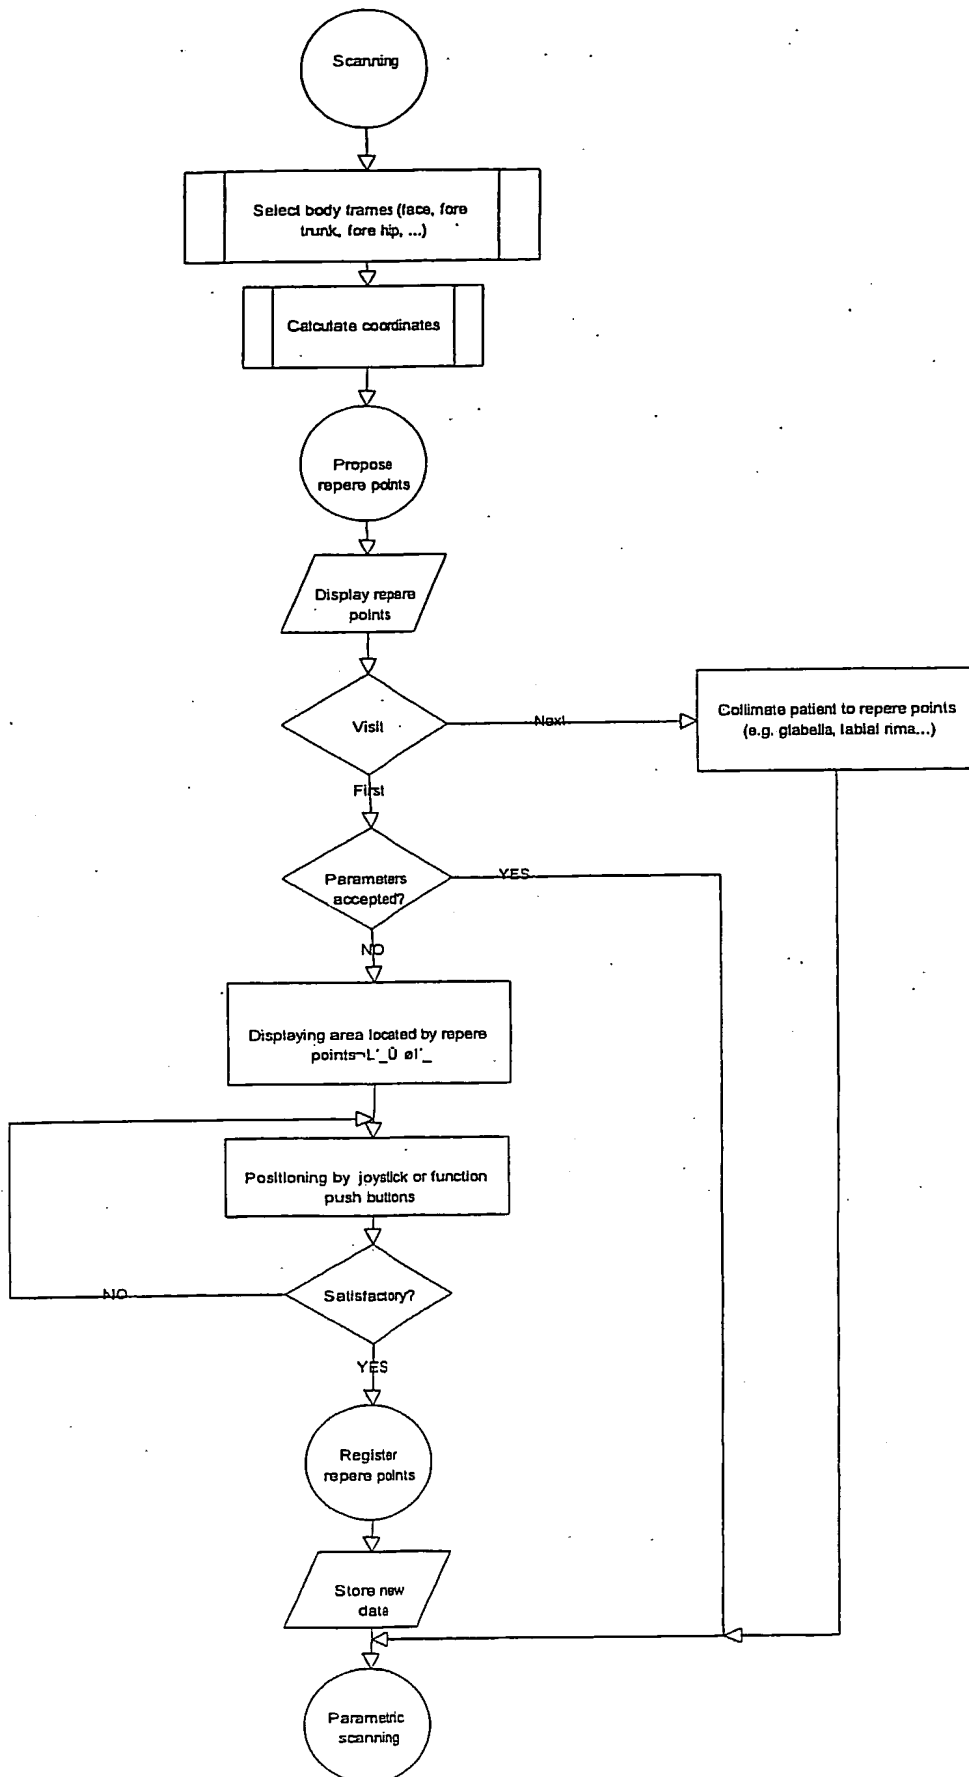 Scanning
Select body frames (face, fore
trunk, fore hip, ...)
Calculate coordinates
Propose
repere points
Display repere
points
Visit
Next
Collimate patient to repere points
(e.g. glabella, labial rima...)
First
Parameters
accepted?
YES
NO
Displaying area located by repere
points
Positioning by joystick or function
push buttons
Satisfactory?
NO
YES
Register
repere points
Store new
data
Parametric
scanning